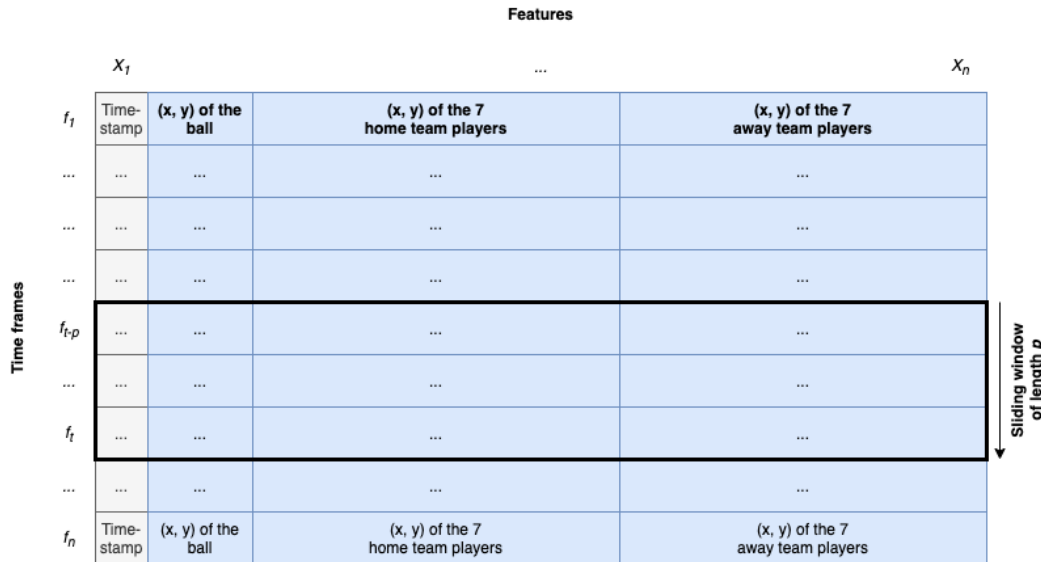 Features
X1 ... Xn
f1 Time-stamp (x, y) of the ball (x, y) of the 7 home team players (x, y) of the 7 away team players
... ... ... ... ...
... ... ... ... ...
... ... ... ... ...
Time frames
ft-p ... ... ... ...
... ... ... ... ...
ft ... ... ... ...
Sliding window
of length p
... ... ... ... ...
fn Time-stamp (x, y) of the ball (x, y) of the 7 home team players (x, y) of the 7 away team players